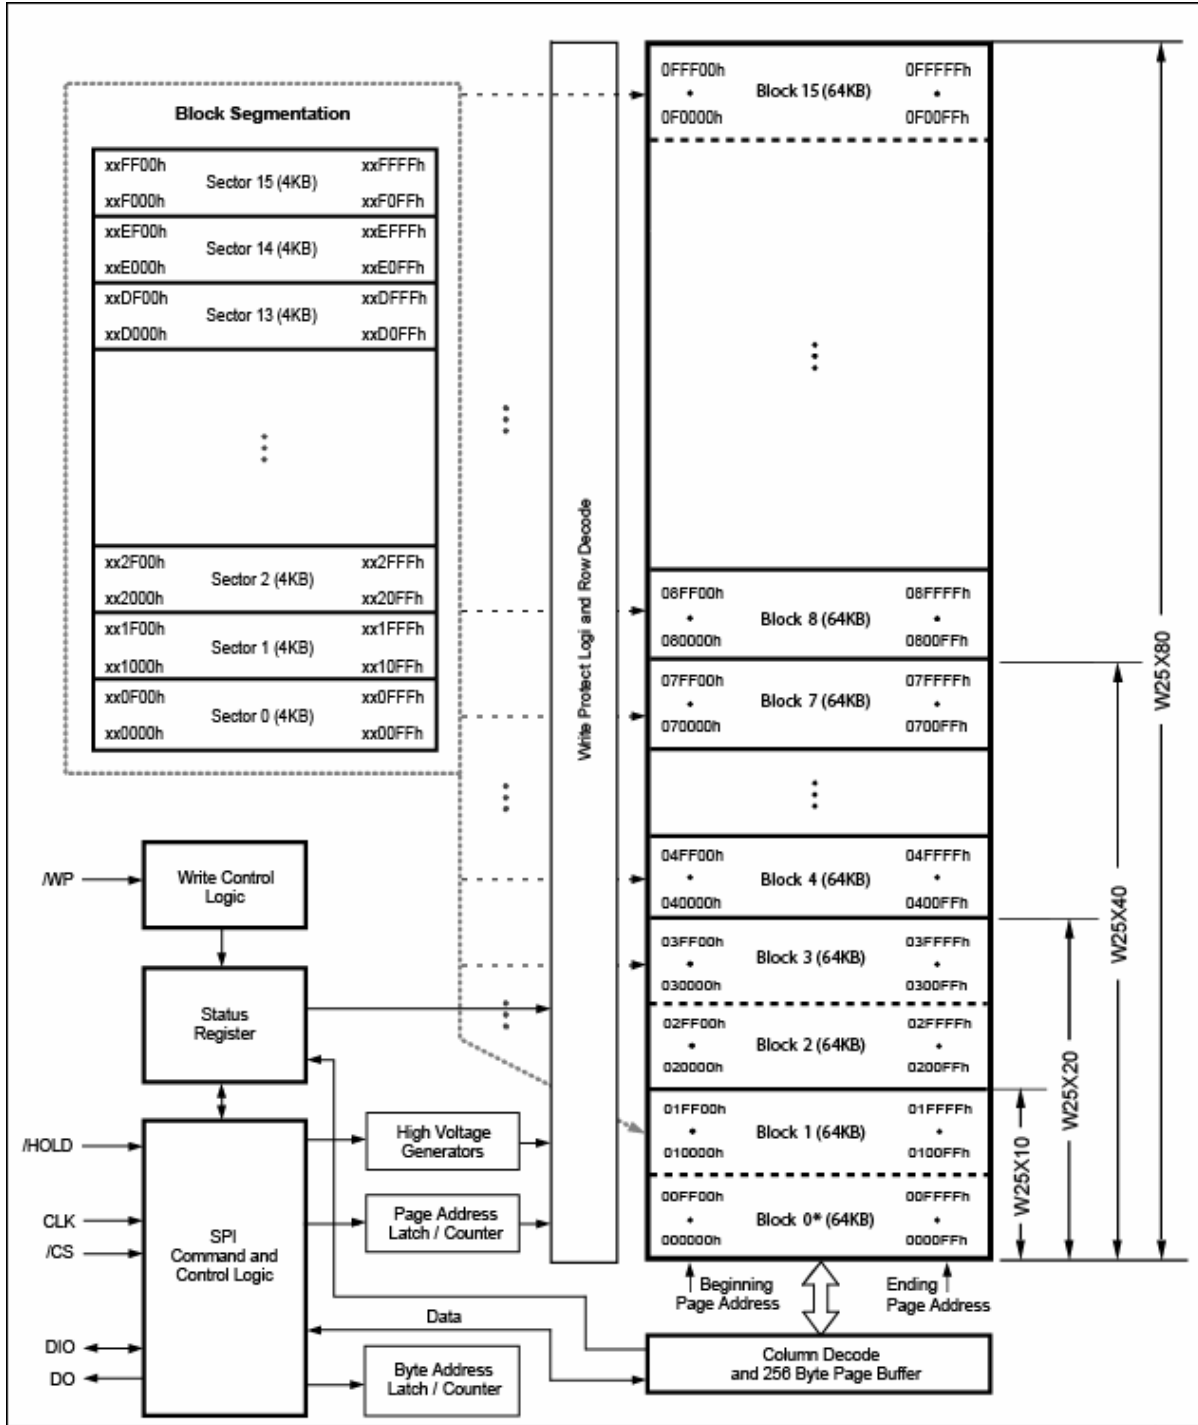 Block Segmentation
xxFF00h xxFFFFh
Sector 15 (4KB)
xxF000h xxF0FFh
xxEF00h xxEFFFh
Sector 14 (4KB)
xxE000h xxE0FFh
xxDF00h xxDFFFh
Sector 13 (4KB)
xxD000h xxD0FFh
xx2F00h xx2FFFh
Sector 2 (4KB)
xx2000h xx20FFh
xx1F00h xx1FFFh
Sector 1 (4KB)
xx1000h xx10FFh
xx0F00h xx0FFFh
Sector 0 (4KB)
xx0000h xx00FFh
Write Protect Logi and Row Decode
0FFF00h 0FFFFFh
Block 15 (64KB)
0F0000h 0F00FFh
08FF00h 08FFFFh
Block 8 (64KB)
080000h 0800FFh
07FF00h 07FFFFh
Block 7 (64KB)
070000h 0700FFh
04FF00h 04FFFFh
Block 4 (64KB)
040000h 0400FFh
03FF00h 03FFFFh
Block 3 (64KB)
030000h 0300FFh
02FF00h 02FFFFh
Block 2 (64KB)
020000h 0200FFh
01FF00h 01FFFFh
Block 1 (64KB)
010000h 0100FFh
00FF00h 00FFFFh
Block 0* (64KB)
000000h 0000FFh
W25X10
W25X20
W25X40
W25X80
Beginning
Page Address
Ending
Page Address
Column Decode
and 256 Byte Page Buffer
/WP
Write Control
Logic
Status
Register
/HOLD
CLK
/CS
DIO
DO
SPI
Command and
Control Logic
High Voltage
Generators
Page Address
Latch / Counter
Data
Byte Address
Latch / Counter